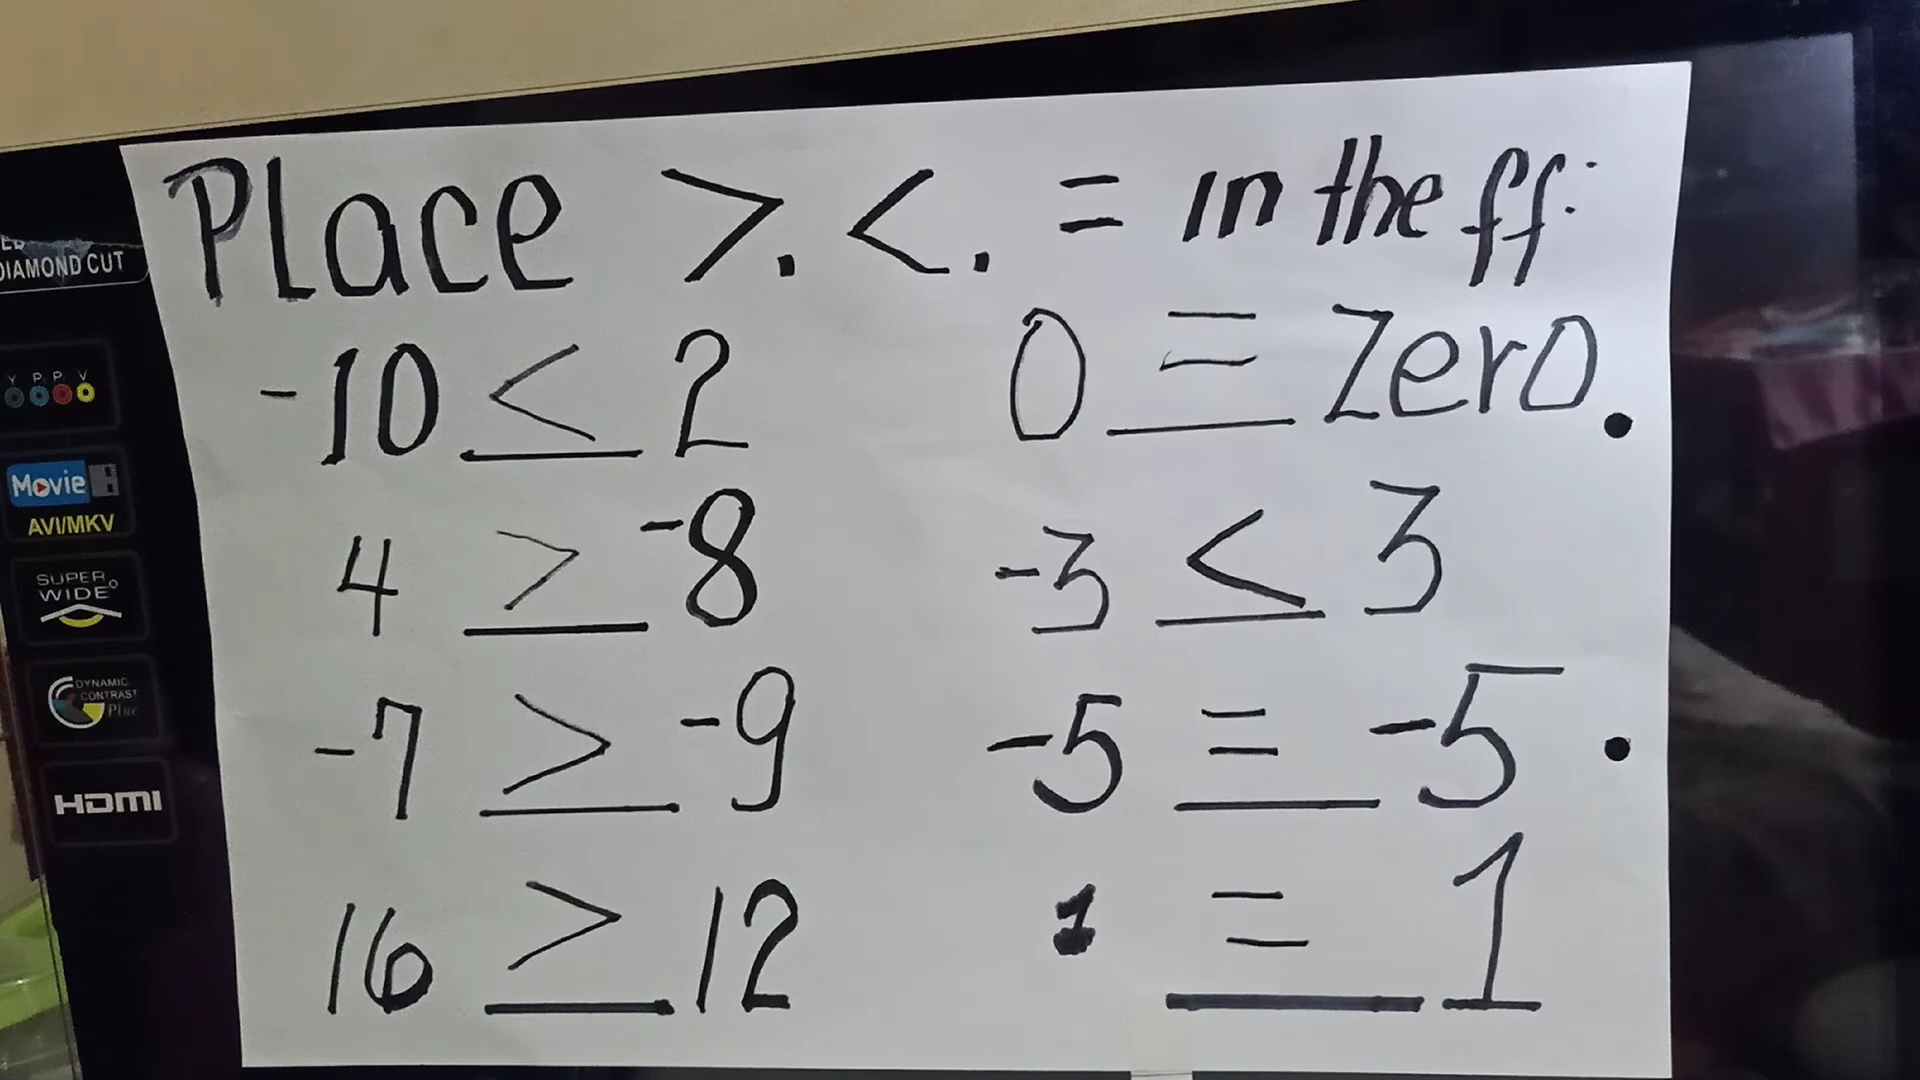 Place >. <. = in the ff:
-10 < 2
0 = Zero.
4 > -8
-3 < 3
-7 > -9
-5 = -5 .
16 > 12
1 = 1
DIAMOND CUT
Y P P V
Movie
AVI/MKV
SUPER
WIDE
DYNAMIC
CONTRAST
Plus
HDMI